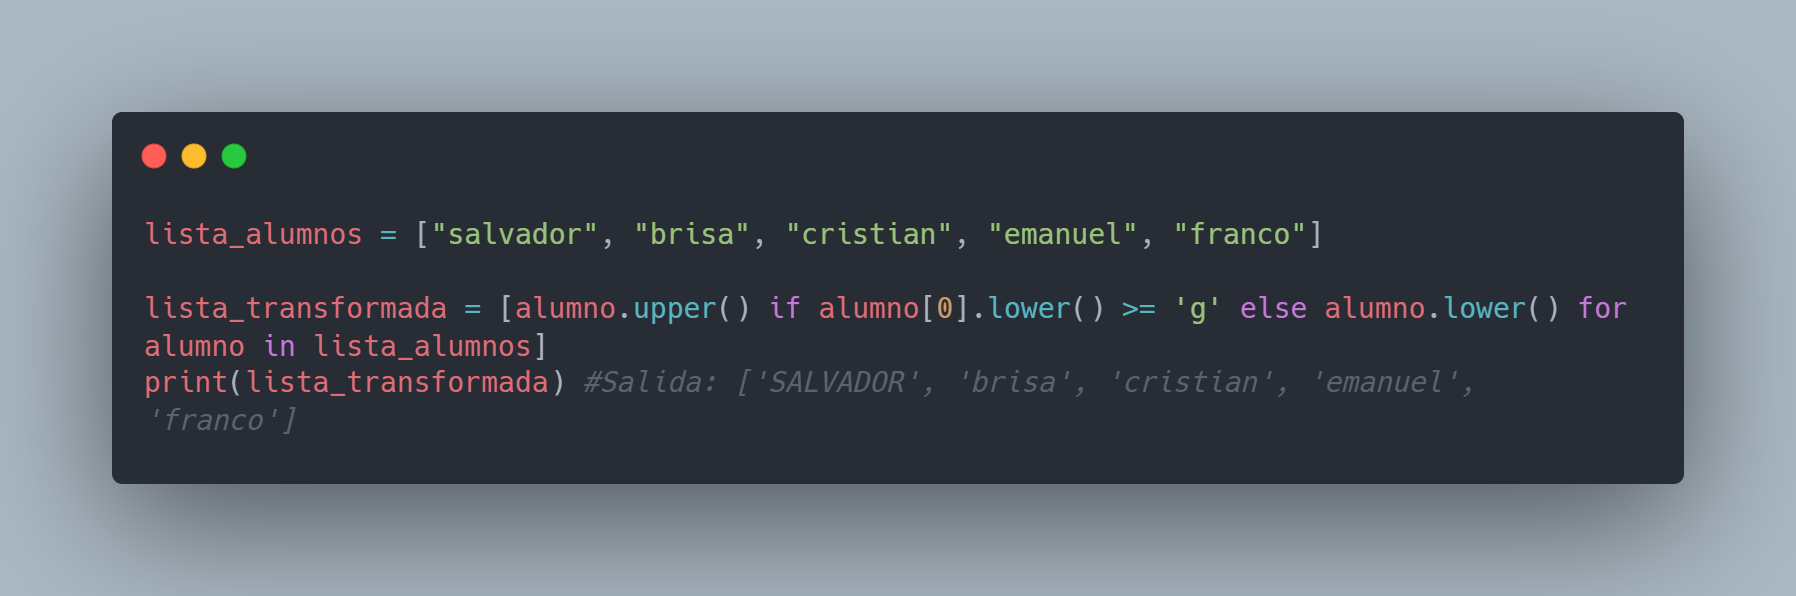 lista_alumnos = ["salvador", "brisa", "cristian", "emanuel", "franco"]
lista_transformada = [alumno.upper() if alumno[0].lower() >= 'g' else alumno.lower() for
alumno in lista_alumnos]
print(lista_transformada) #Salida: ['SALVADOR', 'brisa', 'cristian', 'emanuel',
'franco']